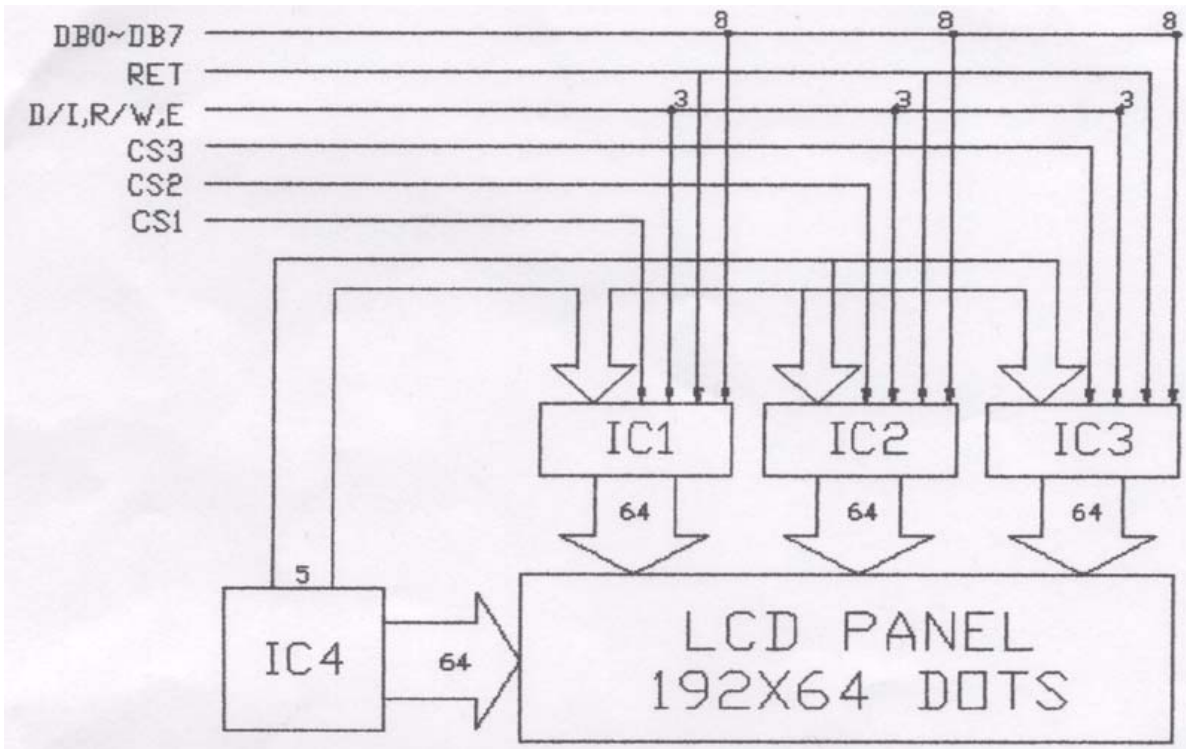 8 8 8
DB0~DB7
RET
D/I,R/W,E 3 3 3
CS3
CS2
CS1
IC1 IC2 IC3
64 64 64
5
IC4 64
LCD PANEL
192X64 DOTS